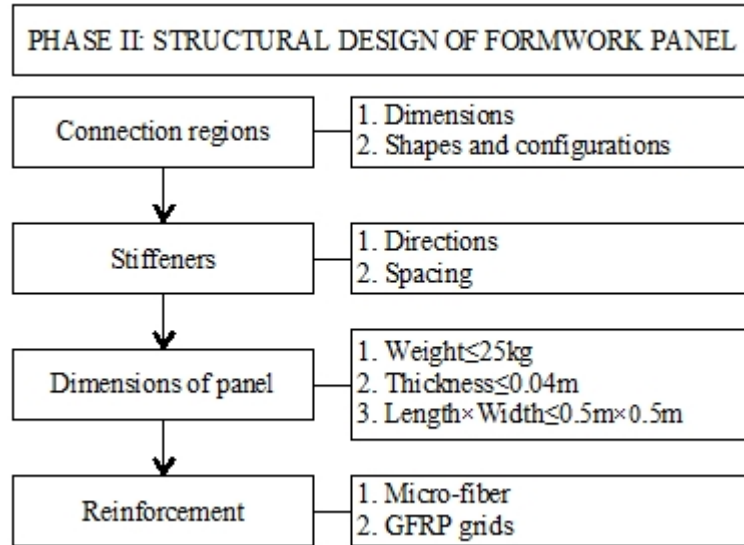 PHASE II: STRUCTURAL DESIGN OF FORMWORK PANEL
Connection regions
1. Dimensions
2. Shapes and configurations
Stiffeners
1. Directions
2. Spacing
Dimensions of panel
1. Weight≤25kg
2. Thickness≤0.04m
3. Length×Width≤0.5m×0.5m
Reinforcement
1. Micro-fiber
2. GFRP grids